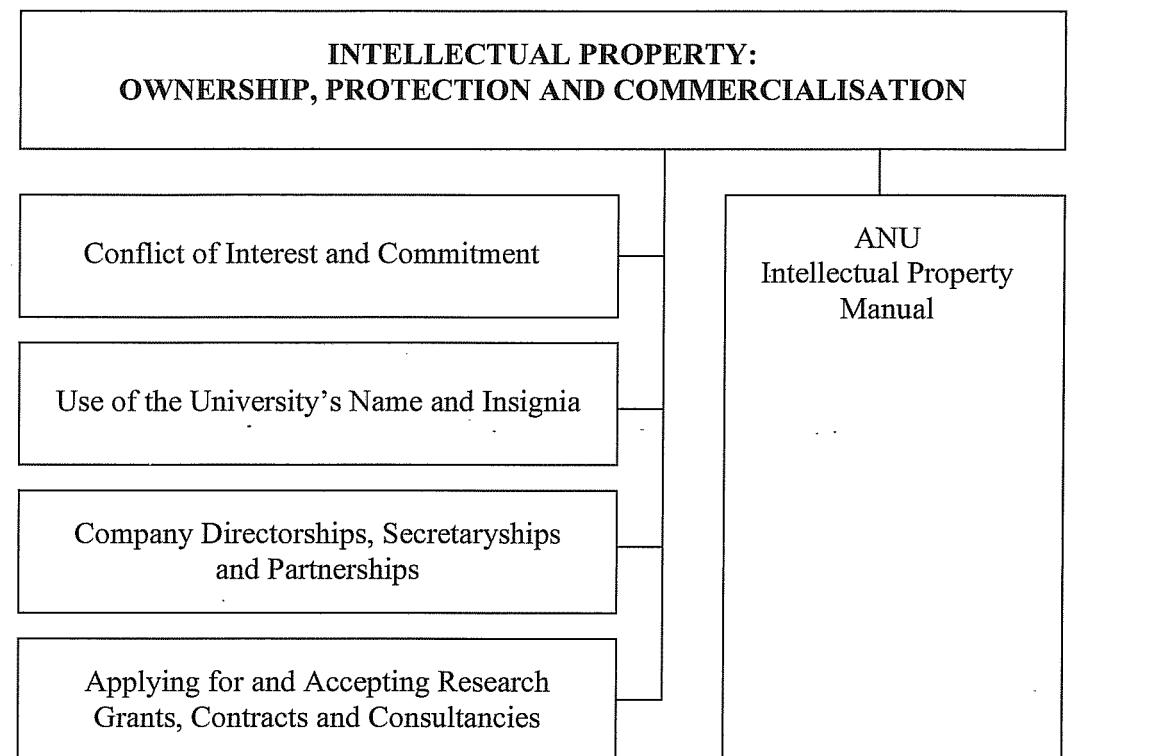 INTELLECTUAL PROPERTY:
OWNERSHIP, PROTECTION AND COMMERCIALISATION
Conflict of Interest and Commitment
Use of the University's Name and Insignia
Company Directorships, Secretaryships
and Partnerships
Applying for and Accepting Research
Grants, Contracts and Consultancies
ANU
Intellectual Property
Manual